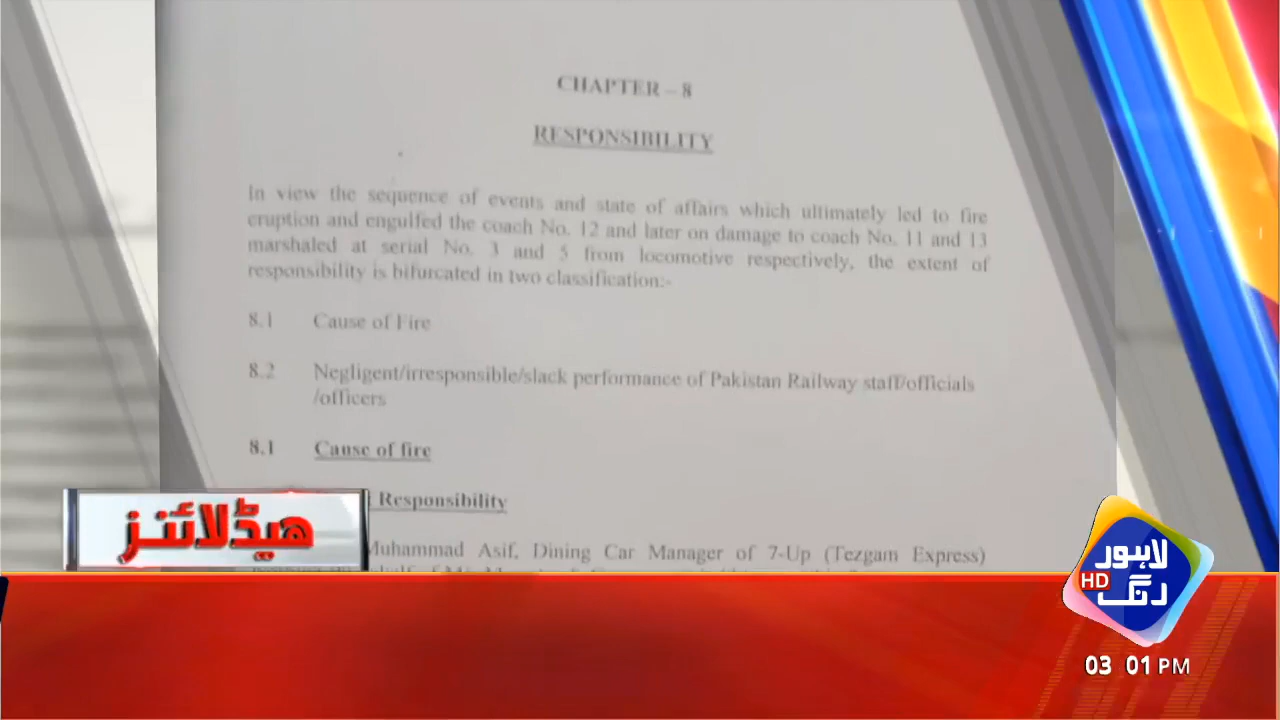 CHAPTER – 8
RESPONSIBILITY
In view the sequence of events and state of affairs which ultimately led to fire
eruption and engulfed the coach No. 12 and later on damage to coach No. 11 and 13
marshaled at serial No. 3 and 5 from locomotive respectively, the extent of
responsibility is bifurcated in two classification:-
8.1 Cause of Fire
8.2 Negligent/irresponsible/slack performance of Pakistan Railway staff/officials
/officers
8.1 Cause of fire
Responsibility
Muhammad Asif, Dining Car Manager of 7-Up (Tezgam Express)
ہیڈلائنز
لاہور
HD
رنگ
03 01 PM